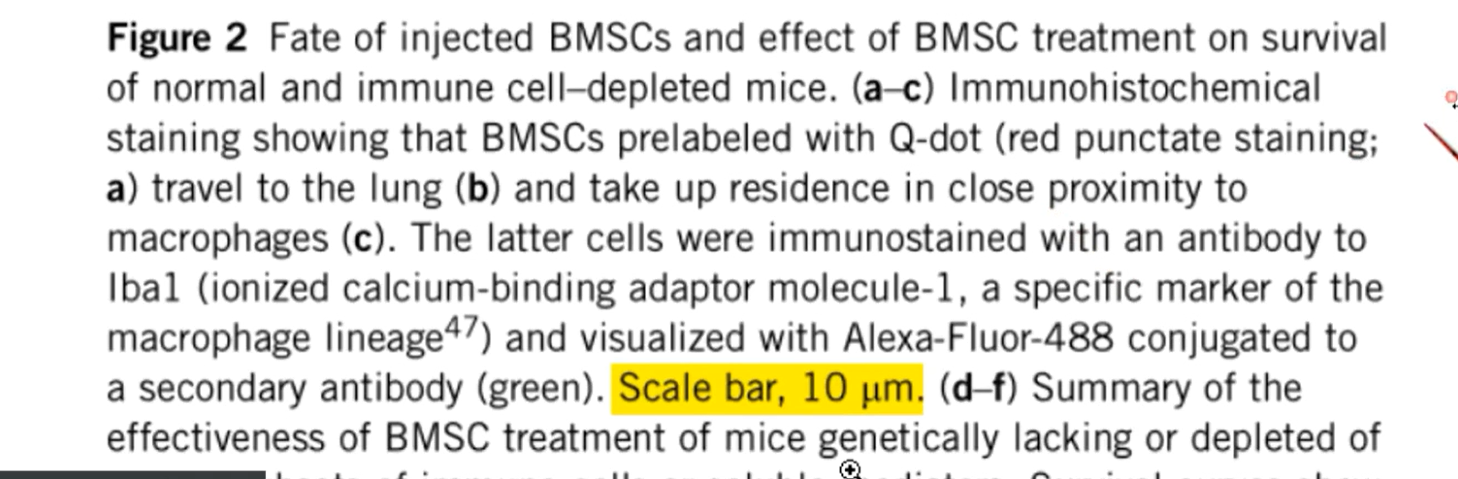 Figure 2 Fate of injected BMSCs and effect of BMSC treatment on survival
of normal and immune cell–depleted mice. (a–c) Immunohistochemical
staining showing that BMSCs prelabeled with Q-dot (red punctate staining;
a) travel to the lung (b) and take up residence in close proximity to
macrophages (c). The latter cells were immunostained with an antibody to
Iba1 (ionized calcium-binding adaptor molecule-1, a specific marker of the
macrophage lineage47) and visualized with Alexa-Fluor-488 conjugated to
a secondary antibody (green). Scale bar, 10 μm. (d–f) Summary of the
effectiveness of BMSC treatment of mice genetically lacking or depleted of